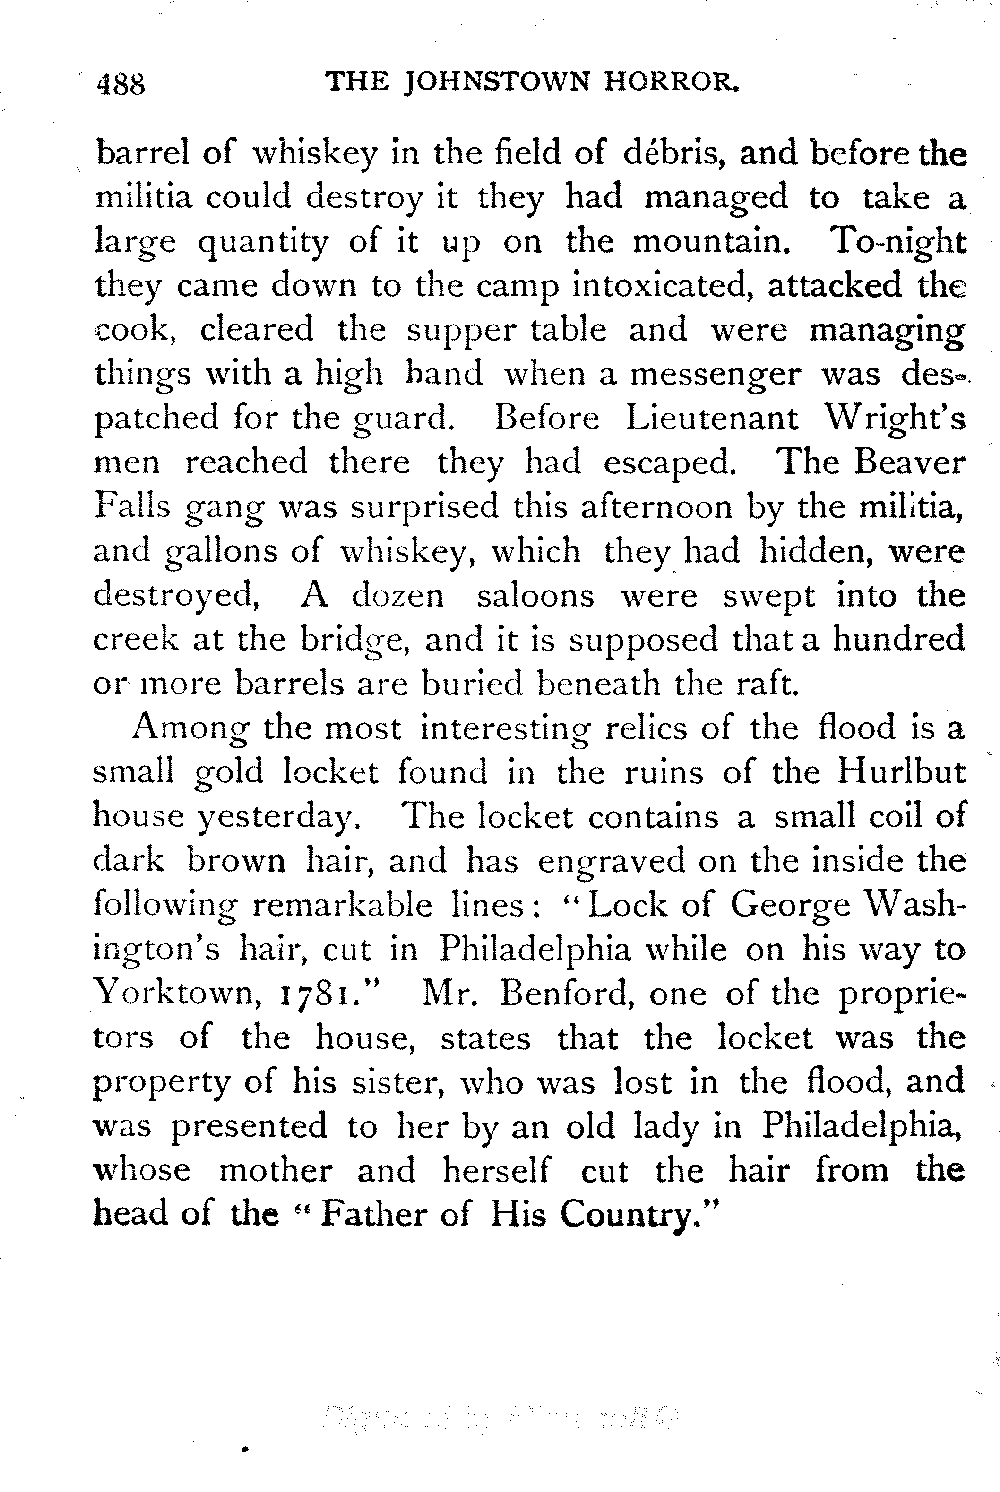 488 THE JOHNSTOWN HORROR.
barrel of whiskey in the field of débris, and before the
militia could destroy it they had managed to take a
large quantity of it up on the mountain. To-night
they came down to the camp intoxicated, attacked the
cook, cleared the supper table and were managing
things with a high hand when a messenger was des-
patched for the guard. Before Lieutenant Wright's
men reached there they had escaped. The Beaver
Falls gang was surprised this afternoon by the militia,
and gallons of whiskey, which they had hidden, were
destroyed, A dozen saloons were swept into the
creek at the bridge, and it is supposed that a hundred
or more barrels are buried beneath the raft.
Among the most interesting relics of the flood is a
small gold locket found in the ruins of the Hurlbut
house yesterday. The locket contains a small coil of
dark brown hair, and has engraved on the inside the
following remarkable lines: "Lock of George Wash-
ington's hair, cut in Philadelphia while on his way to
Yorktown, 1781." Mr. Benford, one of the proprie-
tors of the house, states that the locket was the
property of his sister, who was lost in the flood, and
was presented to her by an old lady in Philadelphia,
whose mother and herself cut the hair from the
head of the "Father of His Country."